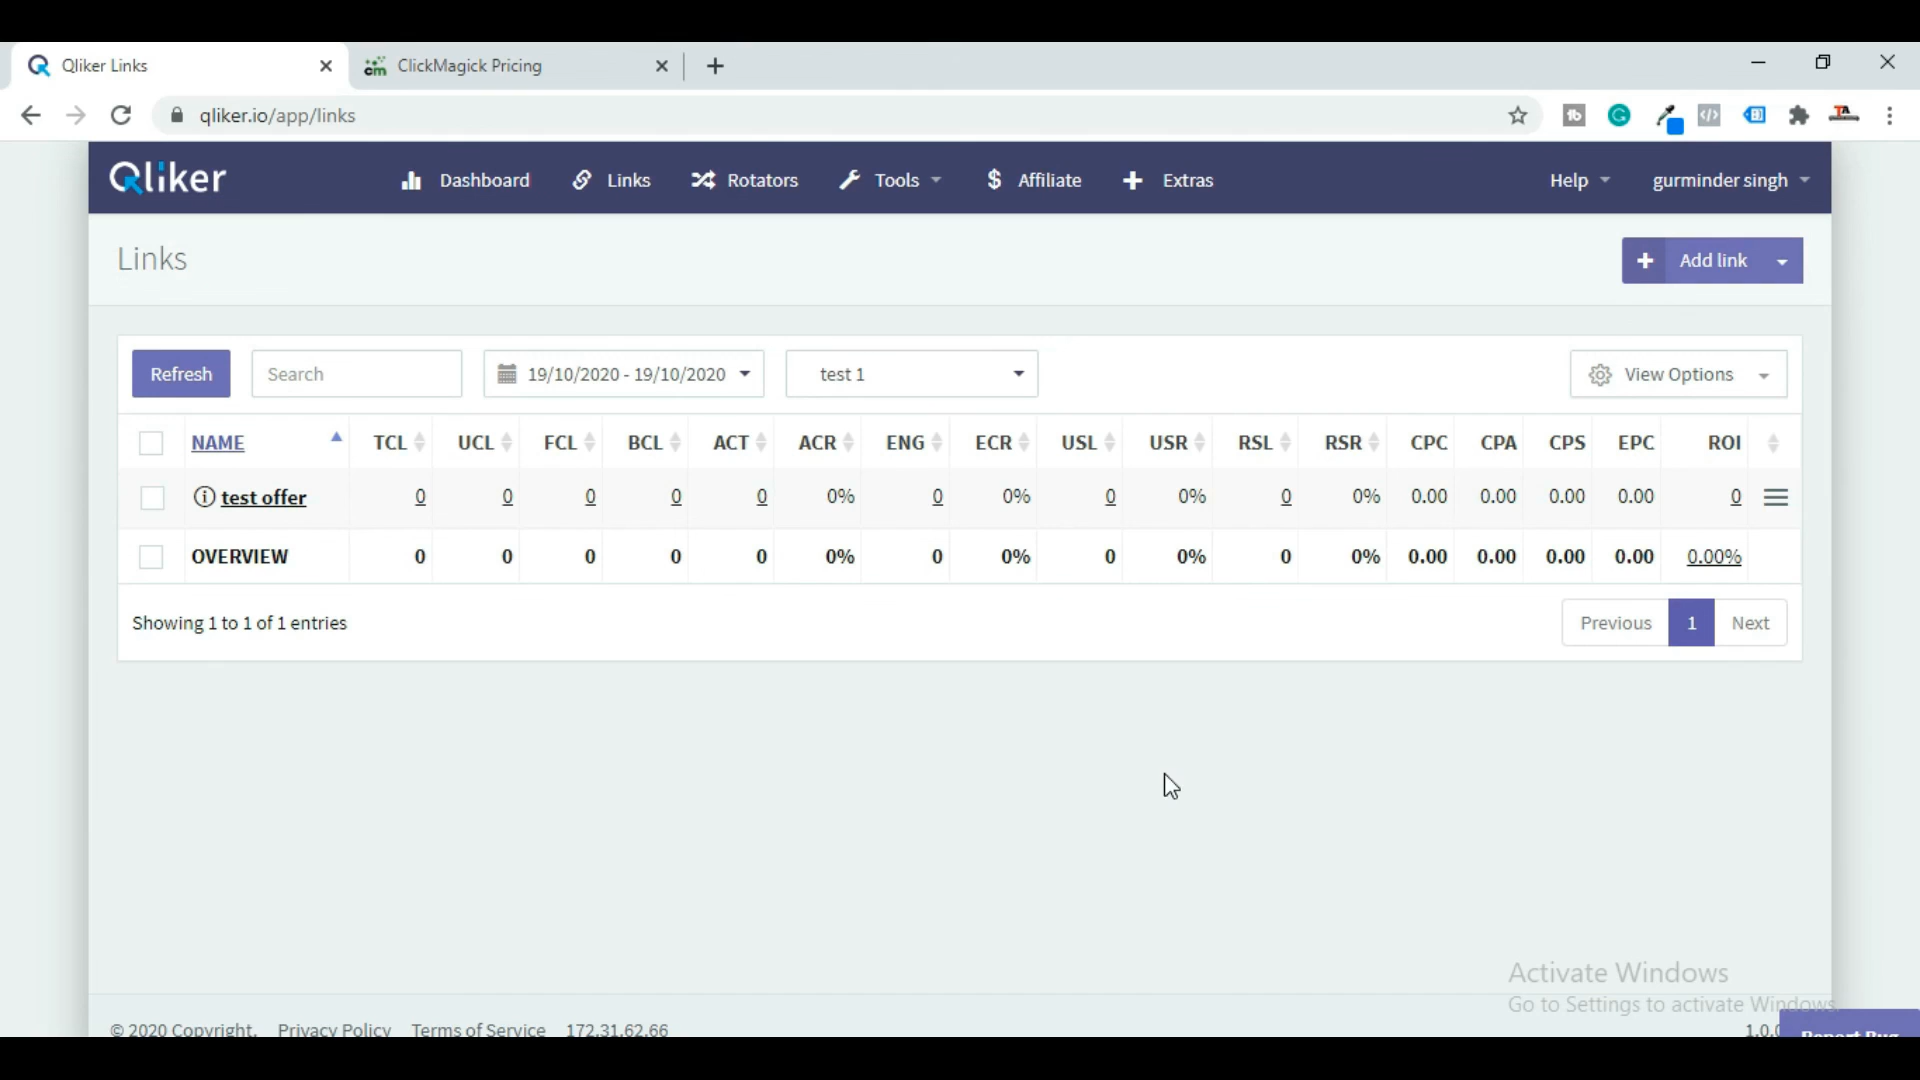 Qliker Links
ClickMagick Pricing
qliker.io/app/links
Qliker
Dashboard
Links
Rotators
Tools
Affiliate
Extras
Help
gurminder singh
Links
Add link
Refresh
Search
19/10/2020 - 19/10/2020
test 1
View Options
NAME TCL UCL FCL BCL ACT ACR ENG ECR USL USR RSL RSR CPC CPA CPS EPC ROI
test offer 0 0 0 0 0 0% 0 0% 0 0% 0 0% 0.00 0.00 0.00 0.00 0
OVERVIEW 0 0 0 0 0 0% 0 0% 0 0% 0 0% 0.00 0.00 0.00 0.00 0.00%
Showing 1 to 1 of 1 entries
Previous 1 Next
Activate Windows
Go to Settings to activate Windows.
© 2020 Copyright. Privacy Policy Terms of Service 172.31.62.66
Report Bug